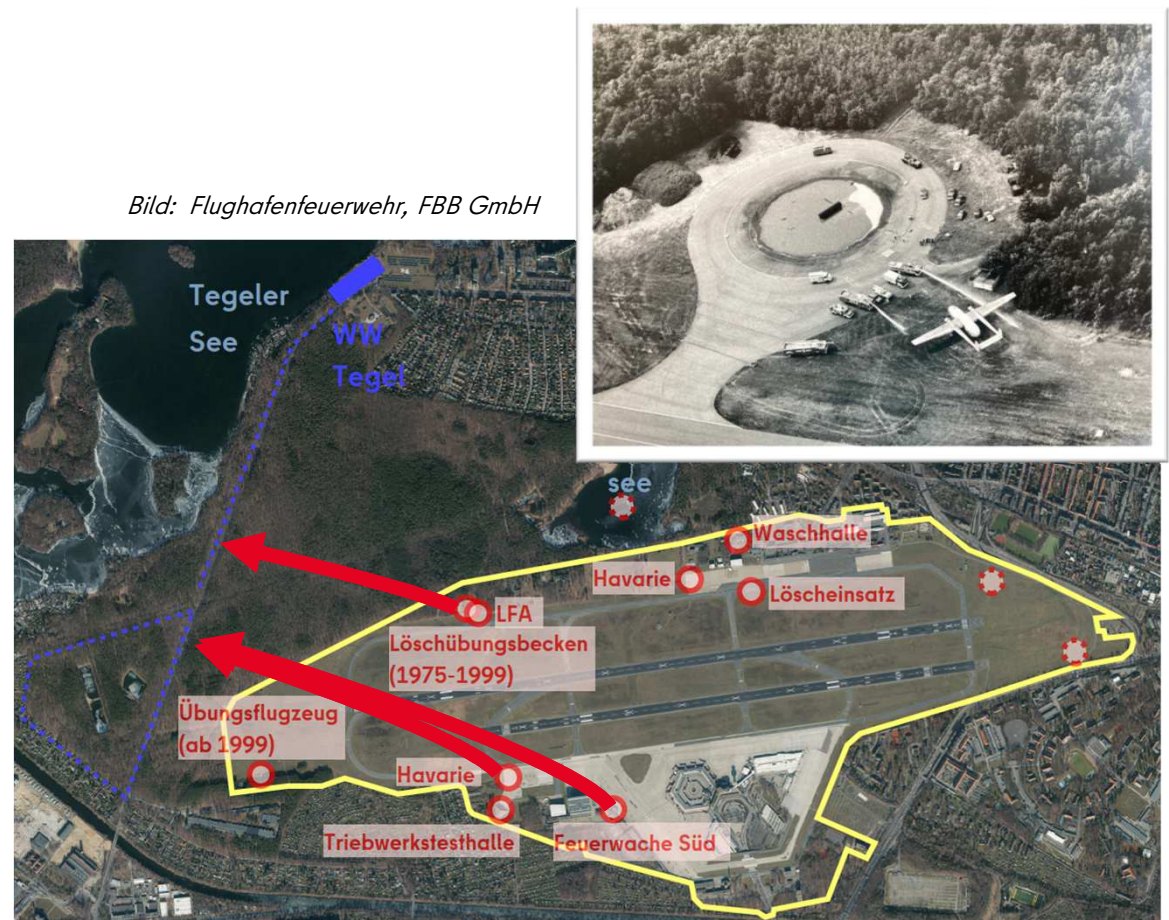 Bild: Flughafenfeuerwehr, FBB GmbH
Tegeler
See
WW
Tegel
see
Waschhalle
Havarie
Löscheinsatz
LFA
Löschübungsbecken
(1975-1999)
Übungsflugzeug
(ab 1999)
Havarie
Triebwerkstesthalle
Feuerwache Süd